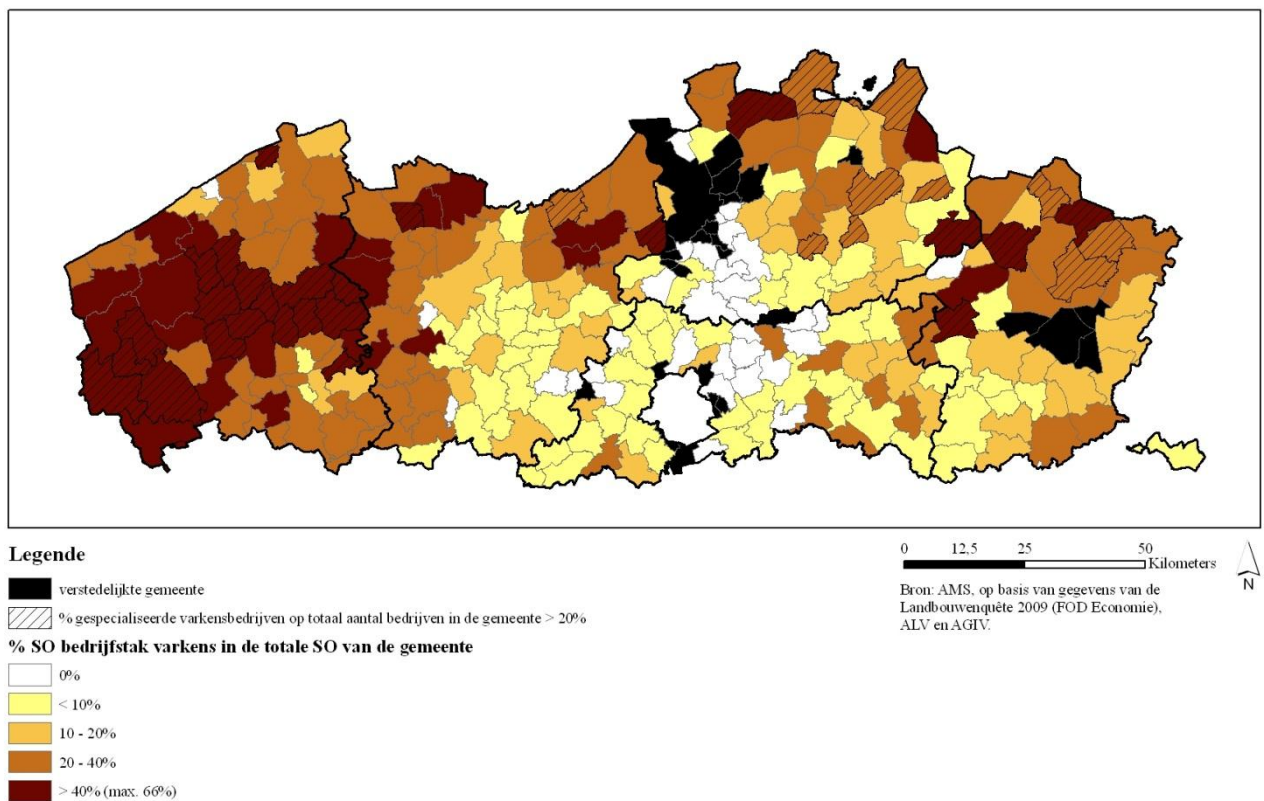 Legende
verstedelijkte gemeente
% gespecialiseerde varkensbedrijven op totaal aantal bedrijven in de gemeente > 20%
% SO bedrijfstak varkens in de totale SO van de gemeente
0%
< 10%
10 - 20%
20 - 40%
> 40% (max. 66%)
0 12,5 25 50
Kilometers
N
Bron: AMS, op basis van gegevens van de
Landbouwenquête 2009 (FOD Economie),
ALV en AGIV.